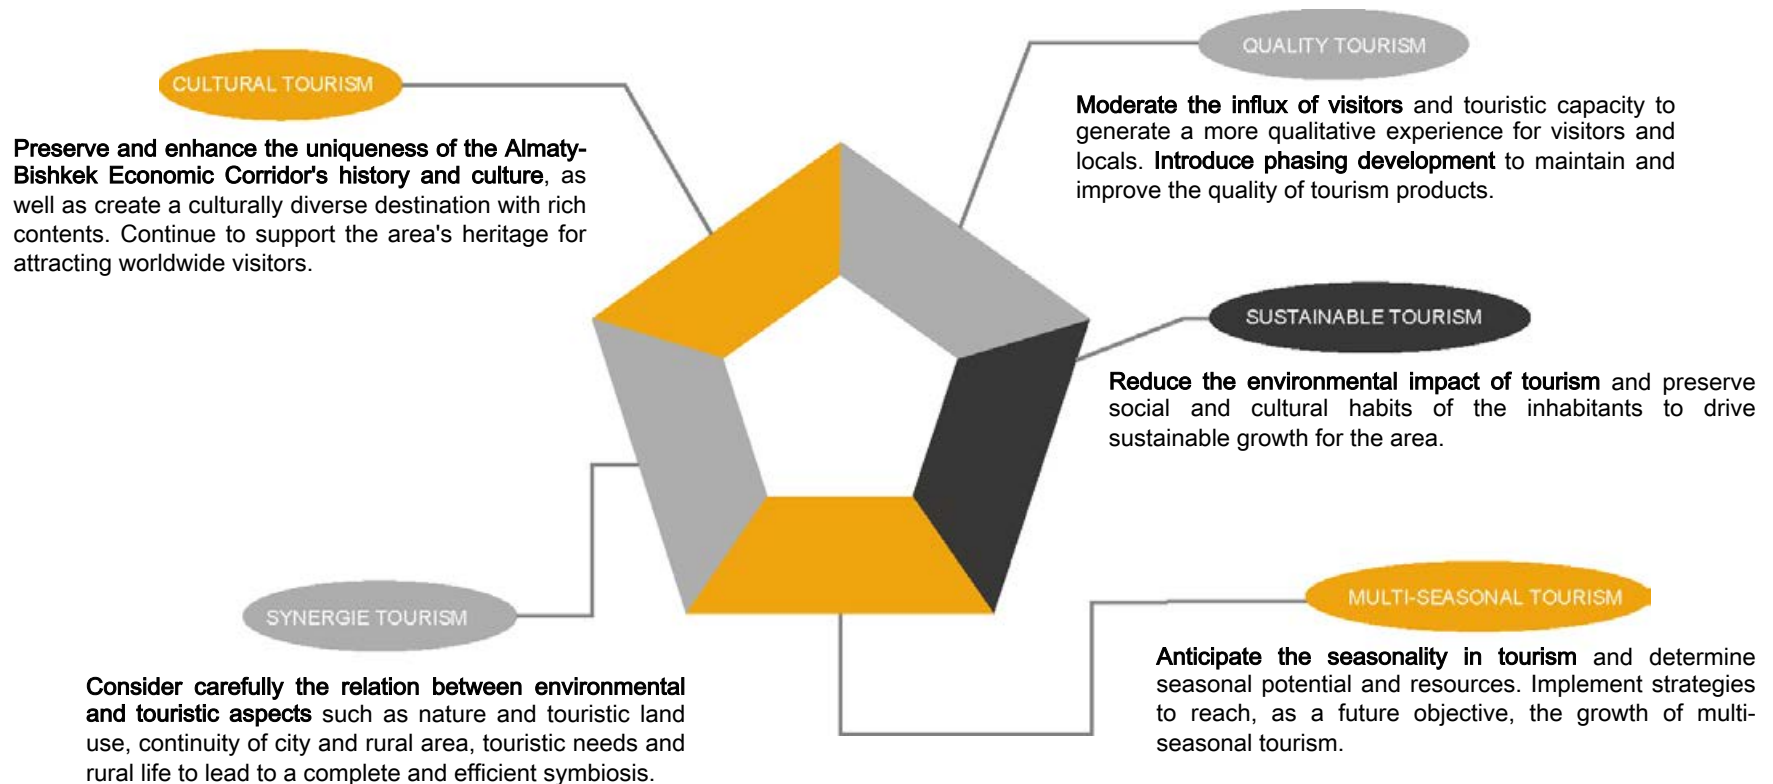 CULTURAL TOURISM
Preserve and enhance the uniqueness of the Almaty-
Bishkek Economic Corridor's history and culture, as
well as create a culturally diverse destination with rich
contents. Continue to support the area's heritage for
attracting worldwide visitors.
QUALITY TOURISM
Moderate the influx of visitors and touristic capacity to
generate a more qualitative experience for visitors and
locals. Introduce phasing development to maintain and
improve the quality of tourism products.
SUSTAINABLE TOURISM
Reduce the environmental impact of tourism and preserve
social and cultural habits of the inhabitants to drive
sustainable growth for the area.
SYNERGIE TOURISM
Consider carefully the relation between environmental
and touristic aspects such as nature and touristic land
use, continuity of city and rural area, touristic needs and
rural life to lead to a complete and efficient symbiosis.
MULTI-SEASONAL TOURISM
Anticipate the seasonality in tourism and determine
seasonal potential and resources. Implement strategies
to reach, as a future objective, the growth of multi-
seasonal tourism.